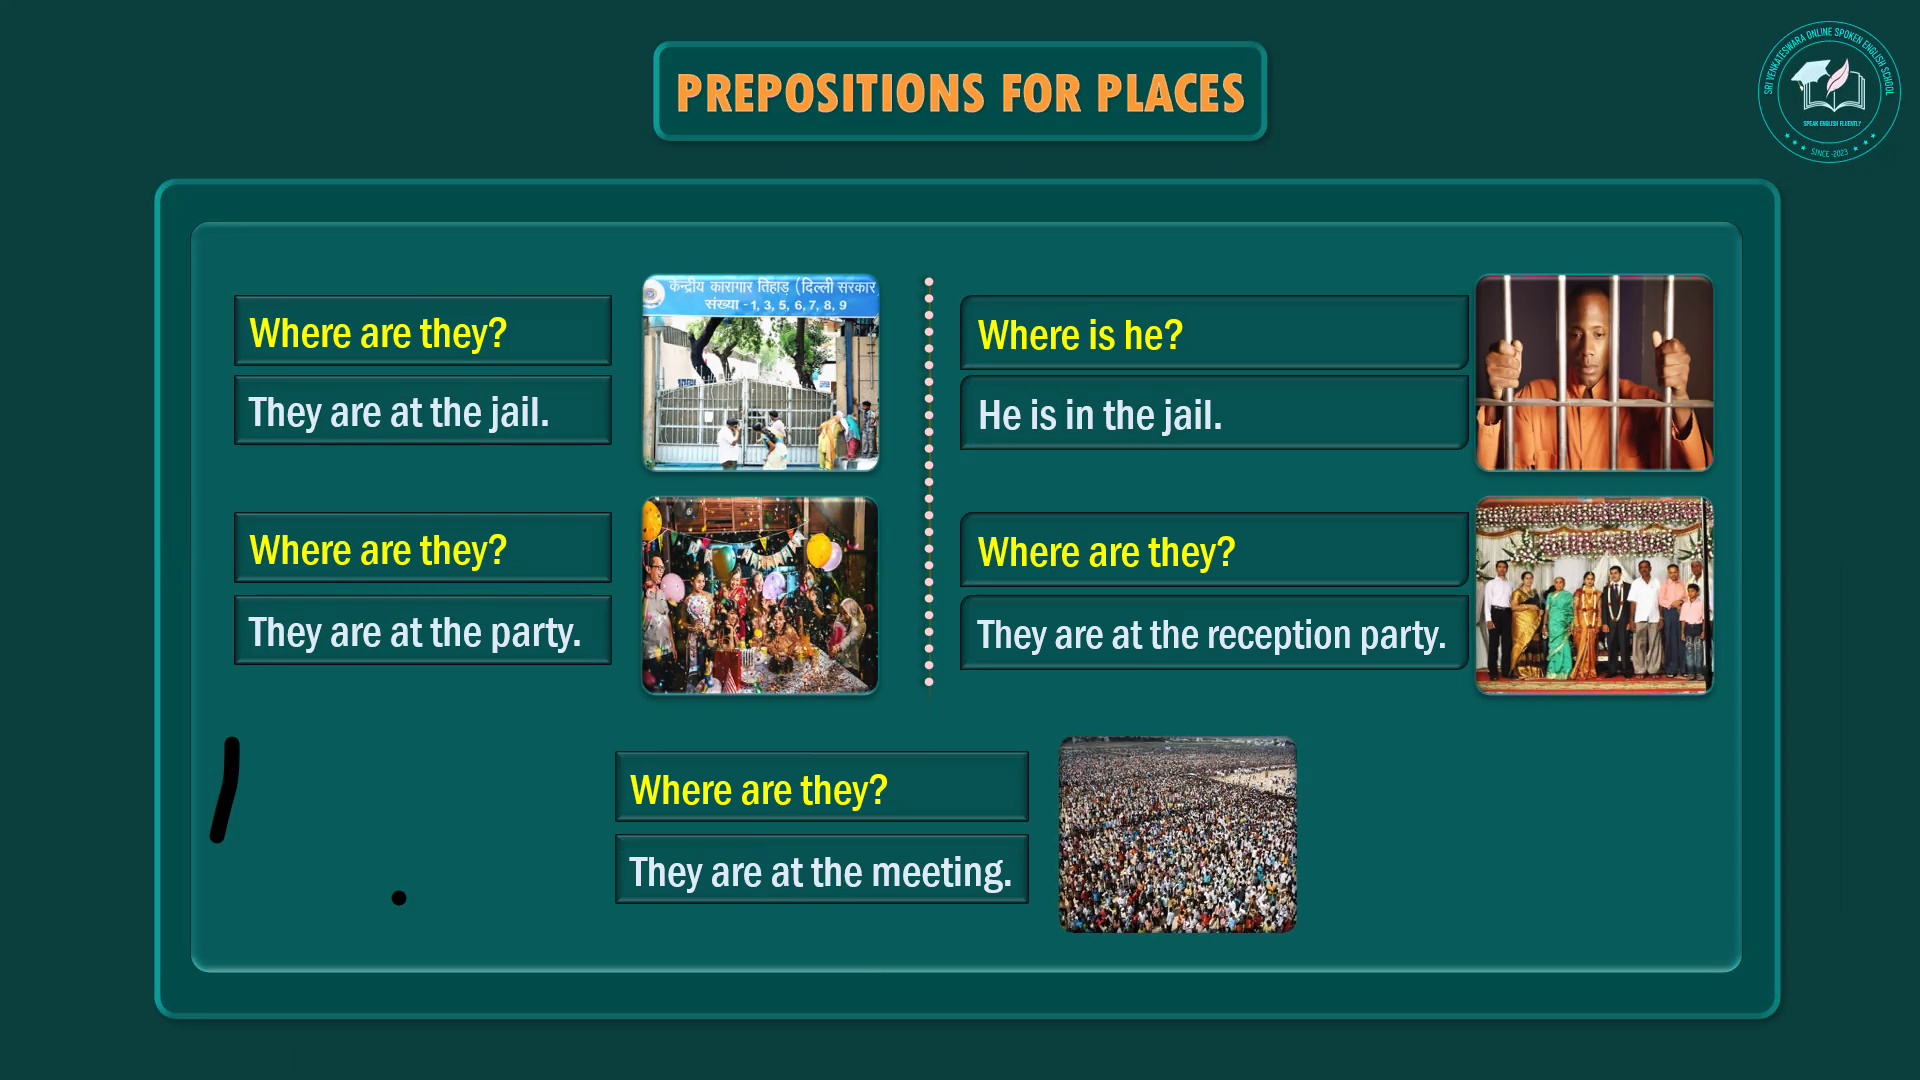 PREPOSITIONS FOR PLACES
SRI VENKATESWARA ONLINE SPOKEN ENGLISH SCHOOL
SPEAK ENGLISH FLUENTLY
SINCE-2023
Where are they?
They are at the jail.
केन्द्रीय कारागार तिहाड़ (दिल्ली सरकार
संख्या - 1, 3, 5, 6, 7, 8, 9
Where is he?
He is in the jail.
Where are they?
They are at the party.
Where are they?
They are at the reception party.
Where are they?
They are at the meeting.